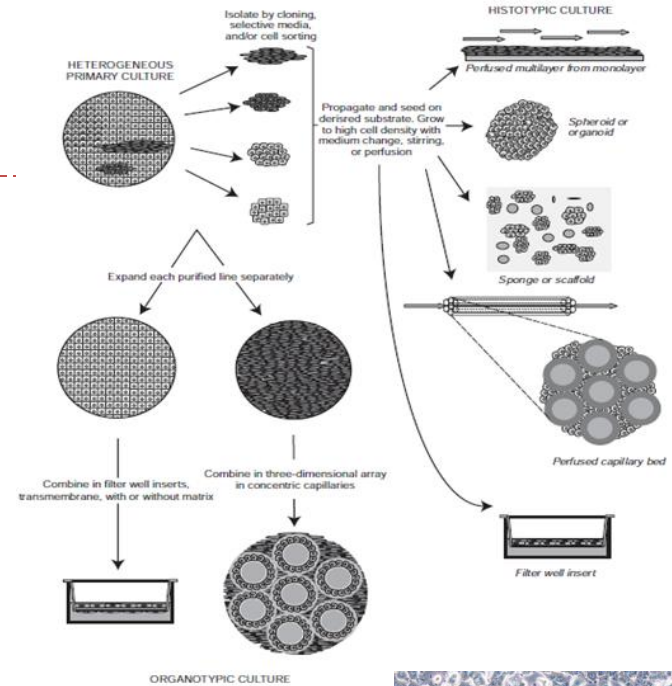 Isolate by cloning,
selective media,
and/or cell sorting
HISTOTYPIC CULTURE
HETEROGENEOUS
PRIMARY CULTURE
Perfused multilayer from monolayer
Propagate and seed on
derisred substrate. Grow
to high cell density with
medium change, stirring,
or perfusion
Spheroid or
organoid
Sponge or scaffold
Expand each purified line separately
Perfused capillary bed
Combine in filter well inserts,
transmembrane, with or without matrix
Combine in three-dimensional array
in concentric capillaries
Filter well insert
ORGANOTYPIC CULTURE